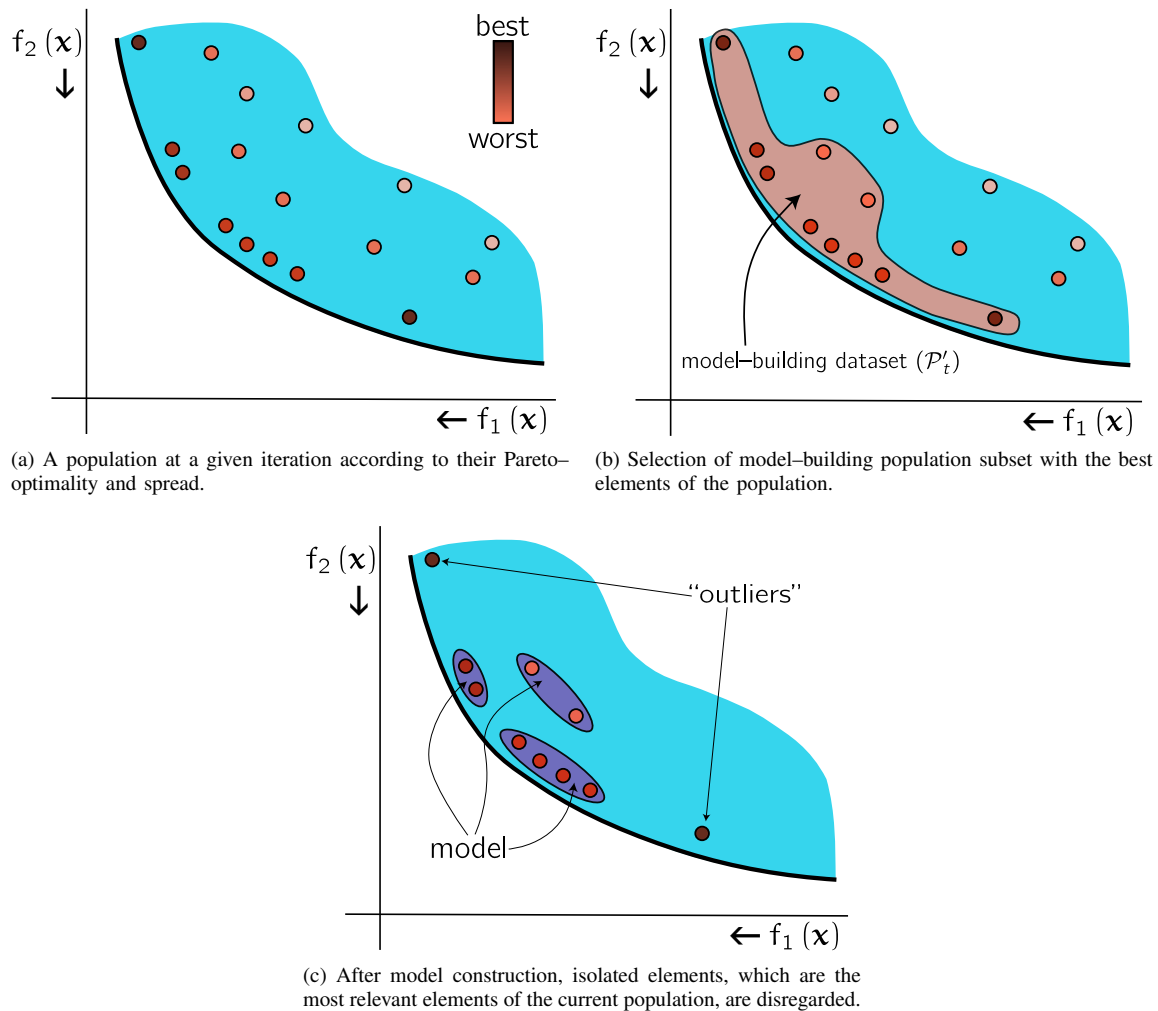 f₂ (x)
↓
best
worst
← f₁ (x)
(a) A population at a given iteration according to their Pareto–
optimality and spread.
f₂ (x)
↓
model–building dataset (P′ₜ)
← f₁ (x)
(b) Selection of model–building population subset with the best
elements of the population.
f₂ (x)
↓
“outliers”
model
← f₁ (x)
(c) After model construction, isolated elements, which are the
most relevant elements of the current population, are disregarded.